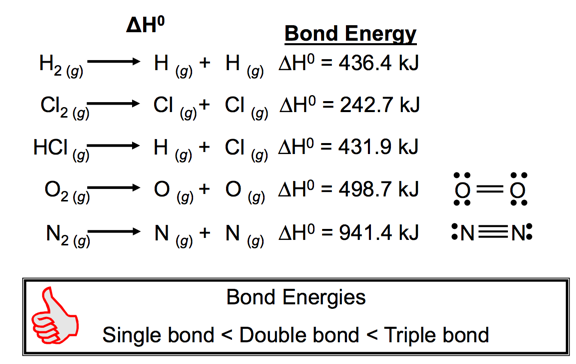 ΔH⁰
Bond Energy
H₂ (g) ⟶ H (g) + H (g) ΔH⁰ = 436.4 kJ
Cl₂ (g) ⟶ Cl (g) + Cl (g) ΔH⁰ = 242.7 kJ
HCl (g) ⟶ H (g) + Cl (g) ΔH⁰ = 431.9 kJ
O₂ (g) ⟶ O (g) + O (g) ΔH⁰ = 498.7 kJ O=O
N₂ (g) ⟶ N (g) + N (g) ΔH⁰ = 941.4 kJ :N≡N:
Bond Energies
Single bond < Double bond < Triple bond